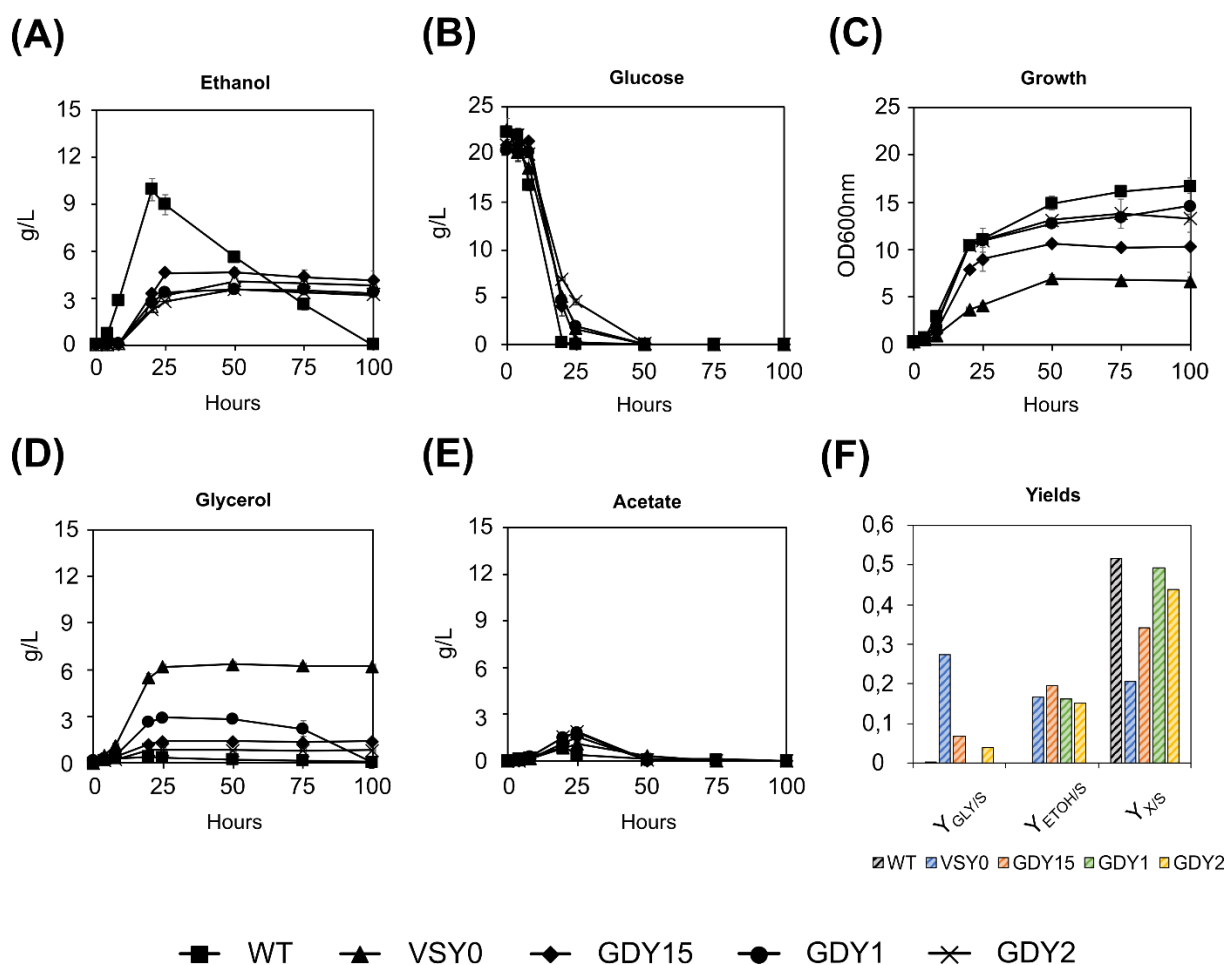 (A)
Ethanol
15
12
9
6
3
0
g/L
0 25 50 75 100
Hours
(B)
Glucose
25
20
15
10
5
0
g/L
0 25 50 75 100
Hours
(C)
Growth
25
20
15
10
5
0
OD600nm
0 25 50 75 100
Hours
(D)
Glycerol
15
12
9
6
3
0
g/L
0 25 50 75 100
Hours
(E)
Acetate
15
12
9
6
3
0
g/L
0 25 50 75 100
Hours
(F)
Yields
0,6
0,5
0,4
0,3
0,2
0,1
0
Y GLY/S Y ETOH/S Y X/S
WT VSY0 GDY15 GDY1 GDY2
WT VSY0 GDY15 GDY1 GDY2